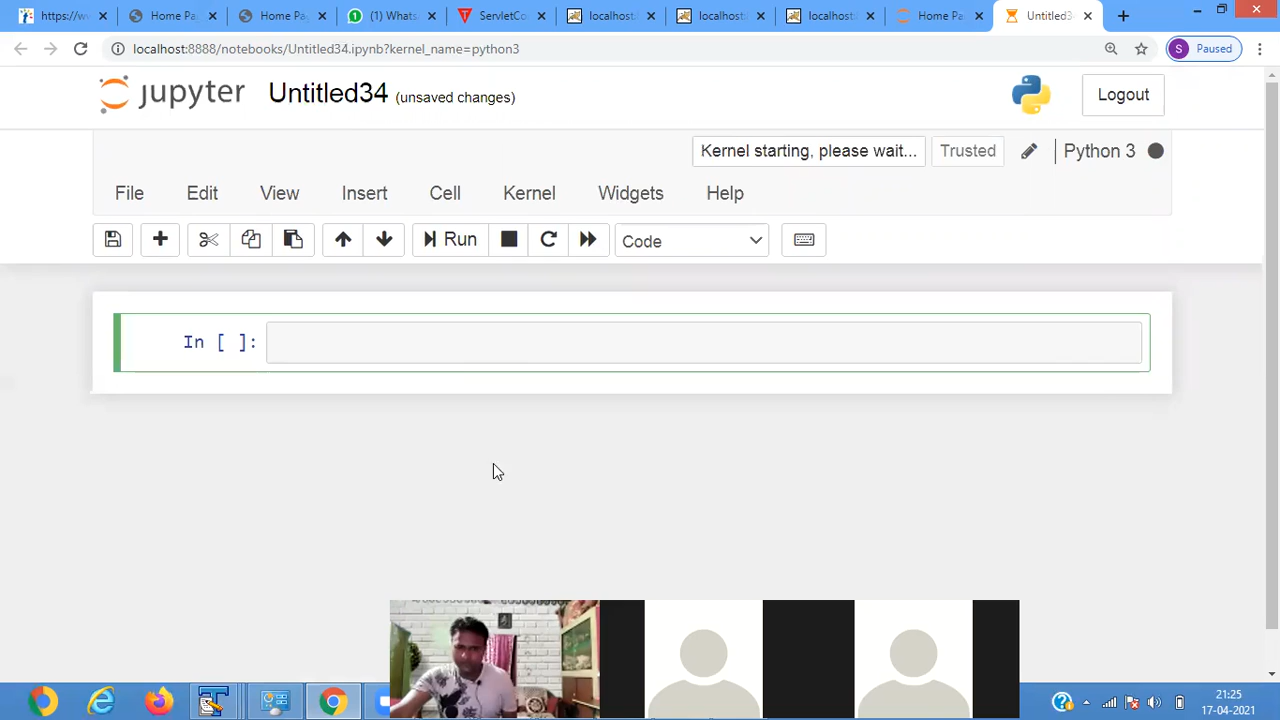 https://w
Home Pa
Home Pa
(1) Whats
ServletCo
localhost
localhost
localhost
Home Pa
Untitled3
localhost:8888/notebooks/Untitled34.ipynb?kernel_name=python3
S Paused
jupyter Untitled34 (unsaved changes)
Logout
Kernel starting, please wait... Trusted Python 3
File Edit View Insert Cell Kernel Widgets Help
Run Code
In [ ]:
21:25
17-04-2021